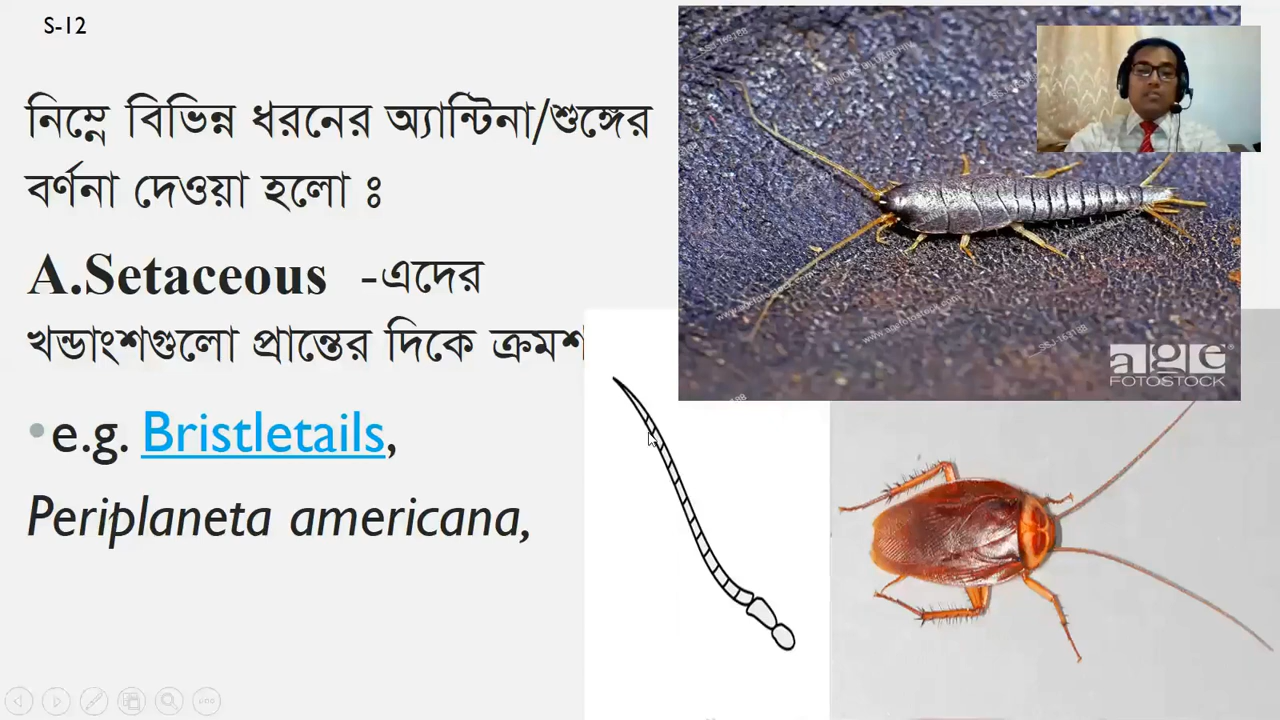 S-12
নিম্নে বিভিন্ন ধরনের অ্যান্টিনা/শুঙ্গের
বর্ণনা দেওয়া হলো ঃ
A.Setaceous -এদের
খন্ডাংশগুলো প্রান্তের দিকে ক্রমশ
• e.g. Bristletails,
Periplaneta americana,
age
FOTOSTOCK